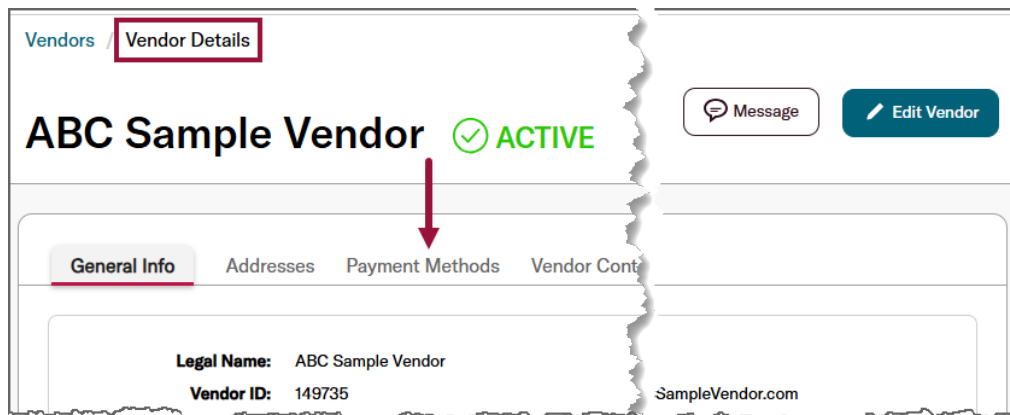 Vendors / Vendor Details
Message
Edit Vendor
ABC Sample Vendor ACTIVE
General Info Addresses Payment Methods Vendor Cont
Legal Name: ABC Sample Vendor
Vendor ID: 149735 SampleVendor.com